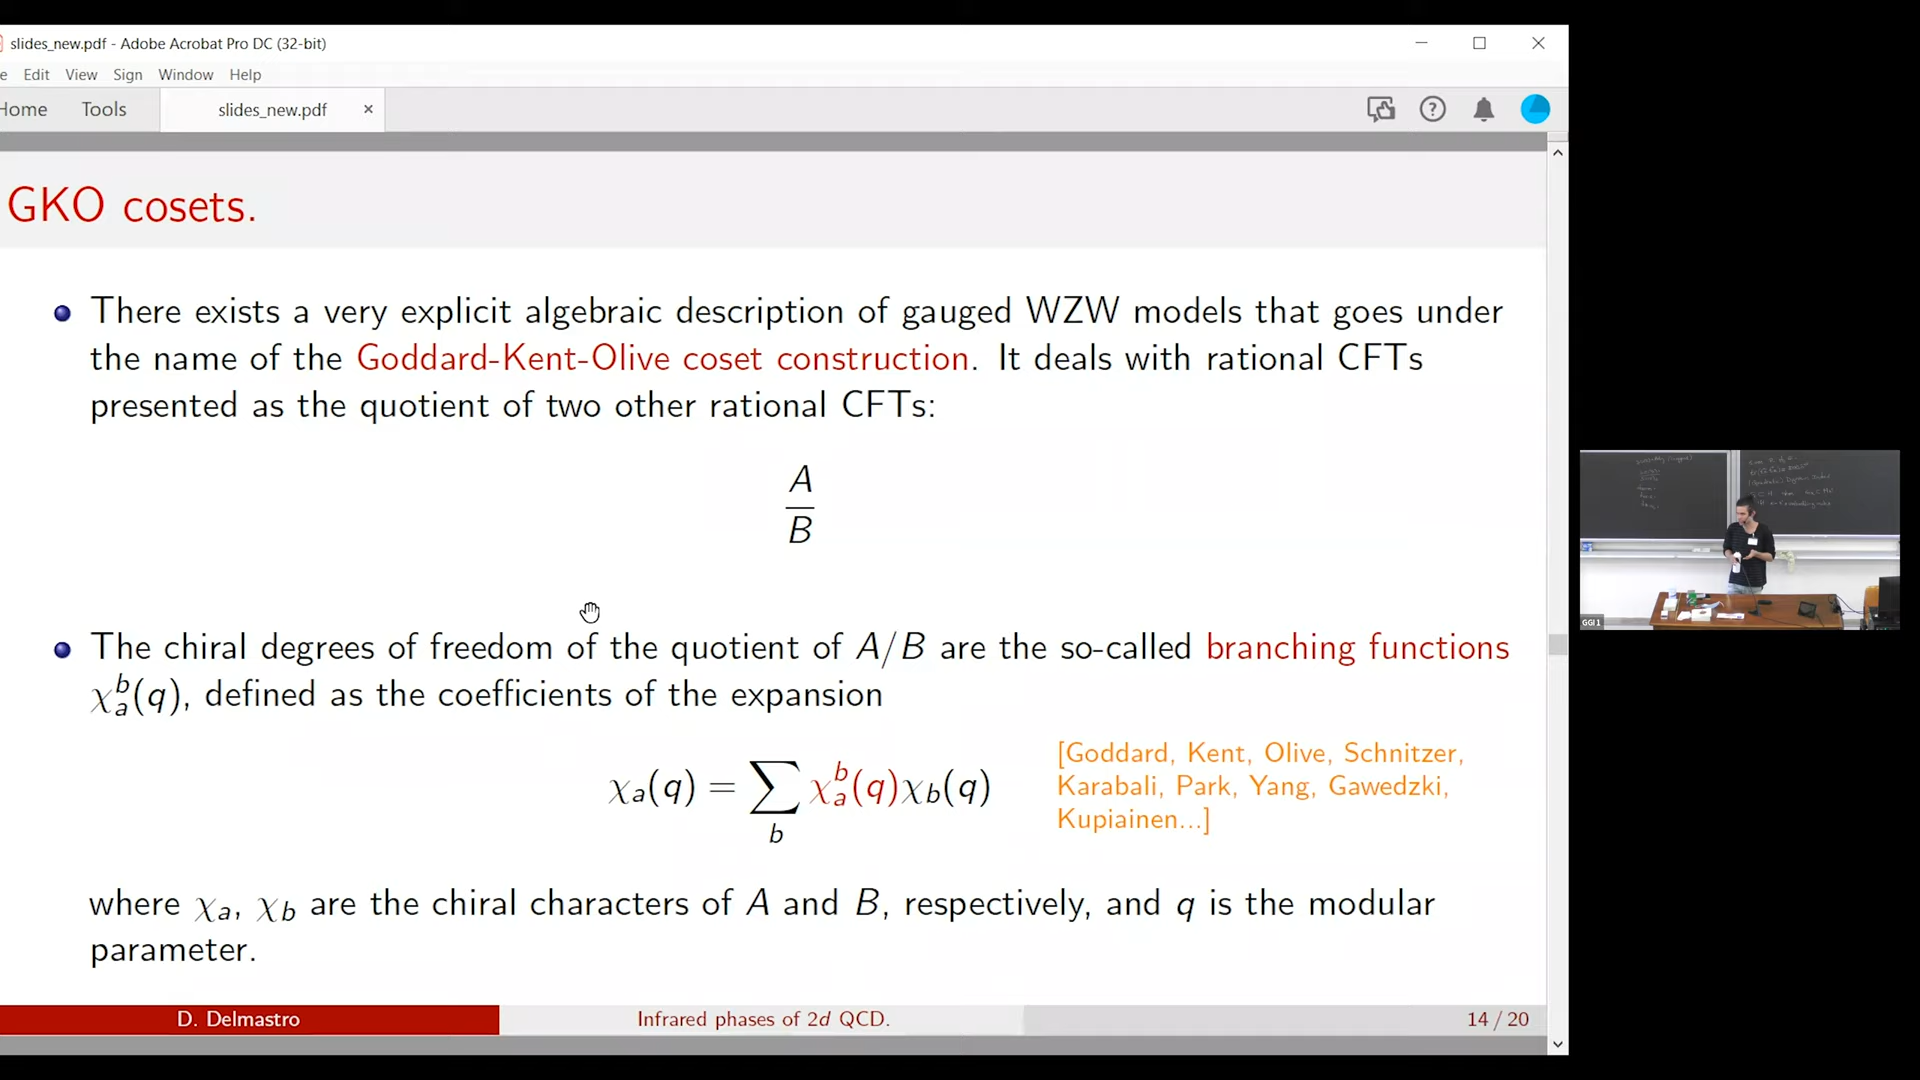 slides_new.pdf - Adobe Acrobat Pro DC (32-bit)
e Edit View Sign Window Help
Home Tools slides_new.pdf ×
GKO cosets.
There exists a very explicit algebraic description of gauged WZW models that goes under
the name of the Goddard-Kent-Olive coset construction. It deals with rational CFTs
presented as the quotient of two other rational CFTs:
A
B
The chiral degrees of freedom of the quotient of A/B are the so-called branching functions
χ_a^b(q), defined as the coefficients of the expansion
χ_a(q) = ∑_b χ_a^b(q)χ_b(q)
[Goddard, Kent, Olive, Schnitzer,
Karabali, Park, Yang, Gawedzki,
Kupiainen...]
where χ_a, χ_b are the chiral characters of A and B, respectively, and q is the modular
parameter.
D. Delmastro Infrared phases of 2d QCD. 14 / 20
GGI 1